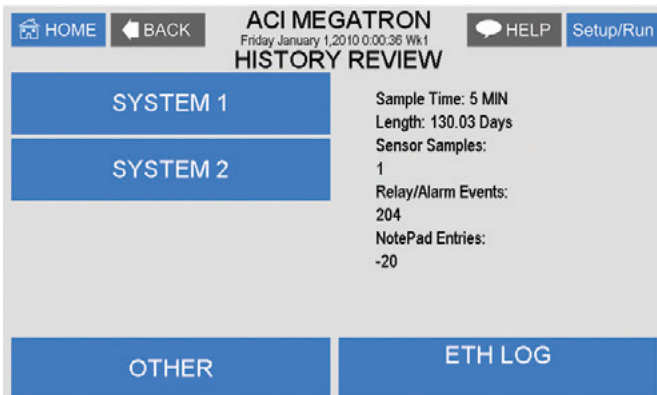 HOME
BACK
ACI MEGATRON
Friday January 1,2010 0:00:36 Wk1
HISTORY REVIEW
HELP
Setup/Run
SYSTEM 1
SYSTEM 2
Sample Time: 5 MIN
Length: 130.03 Days
Sensor Samples:
1
Relay/Alarm Events:
204
NotePad Entries:
-20
OTHER
ETH LOG